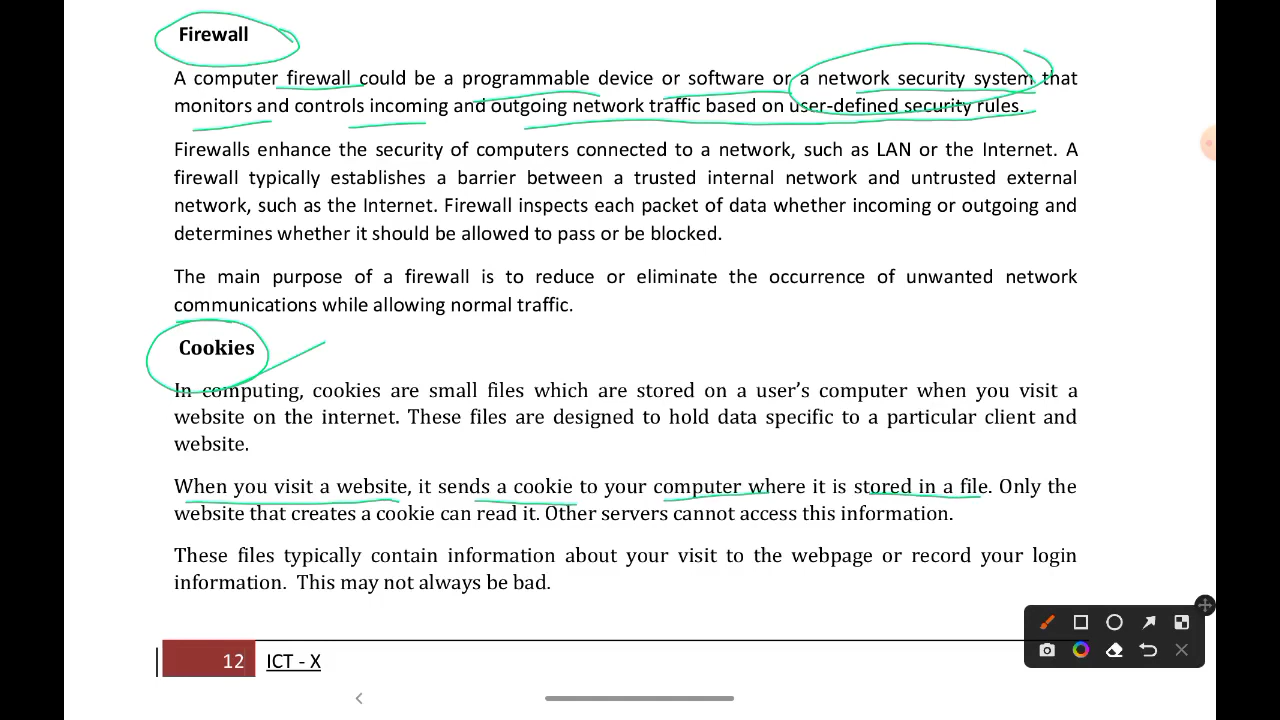 Firewall
A computer firewall could be a programmable device or software or a network security system that
monitors and controls incoming and outgoing network traffic based on user-defined security rules.
Firewalls enhance the security of computers connected to a network, such as LAN or the Internet. A
firewall typically establishes a barrier between a trusted internal network and untrusted external
network, such as the Internet. Firewall inspects each packet of data whether incoming or outgoing and
determines whether it should be allowed to pass or be blocked.
The main purpose of a firewall is to reduce or eliminate the occurrence of unwanted network
communications while allowing normal traffic.
Cookies
In computing, cookies are small files which are stored on a user’s computer when you visit a
website on the internet. These files are designed to hold data specific to a particular client and
website.
When you visit a website, it sends a cookie to your computer where it is stored in a file. Only the
website that creates a cookie can read it. Other servers cannot access this information.
These files typically contain information about your visit to the webpage or record your login
information.  This may not always be bad.
12 ICT - X